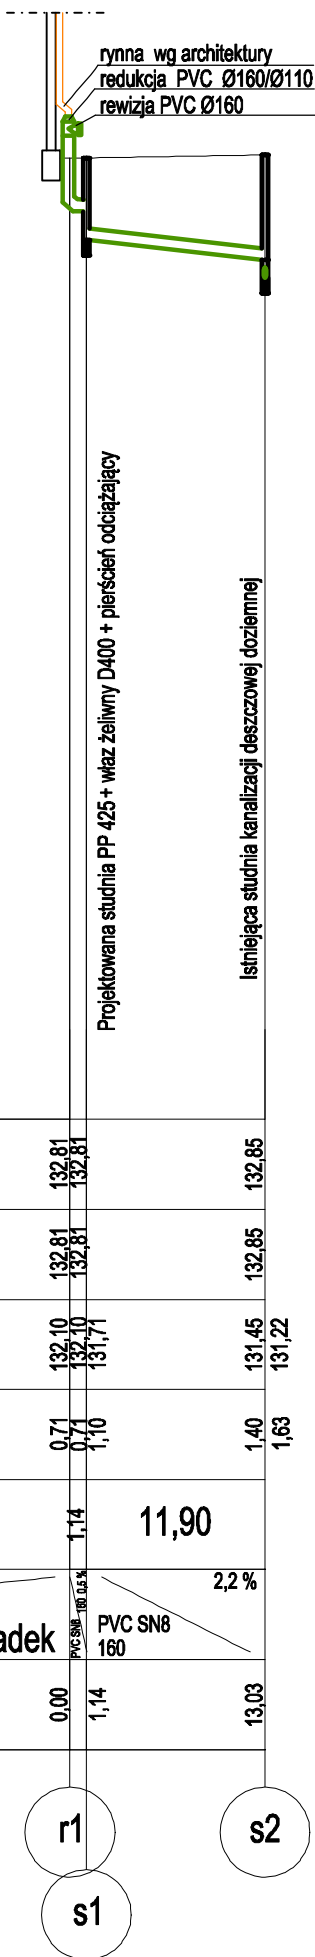 rynna wg architektury
redukcja PVC Ø160/Ø110
rewizja PVC Ø160
Projektowana studnia PP 425 + właz żeliwny D400 + pierścień odciążający
Istniejąca studnia kanalizacji deszczowej doziemnej
132,81
132,81
132,85
132,81
132,81
132,85
132,10
132,10
131,71
131,45
131,22
0,71
0,71
1,10
1,40
1,63
1,14
11,90
adek
PVC SN8
160 0,5 %
2,2 %
PVC SN8
160
0,00
1,14
13,03
r1
s2
s1